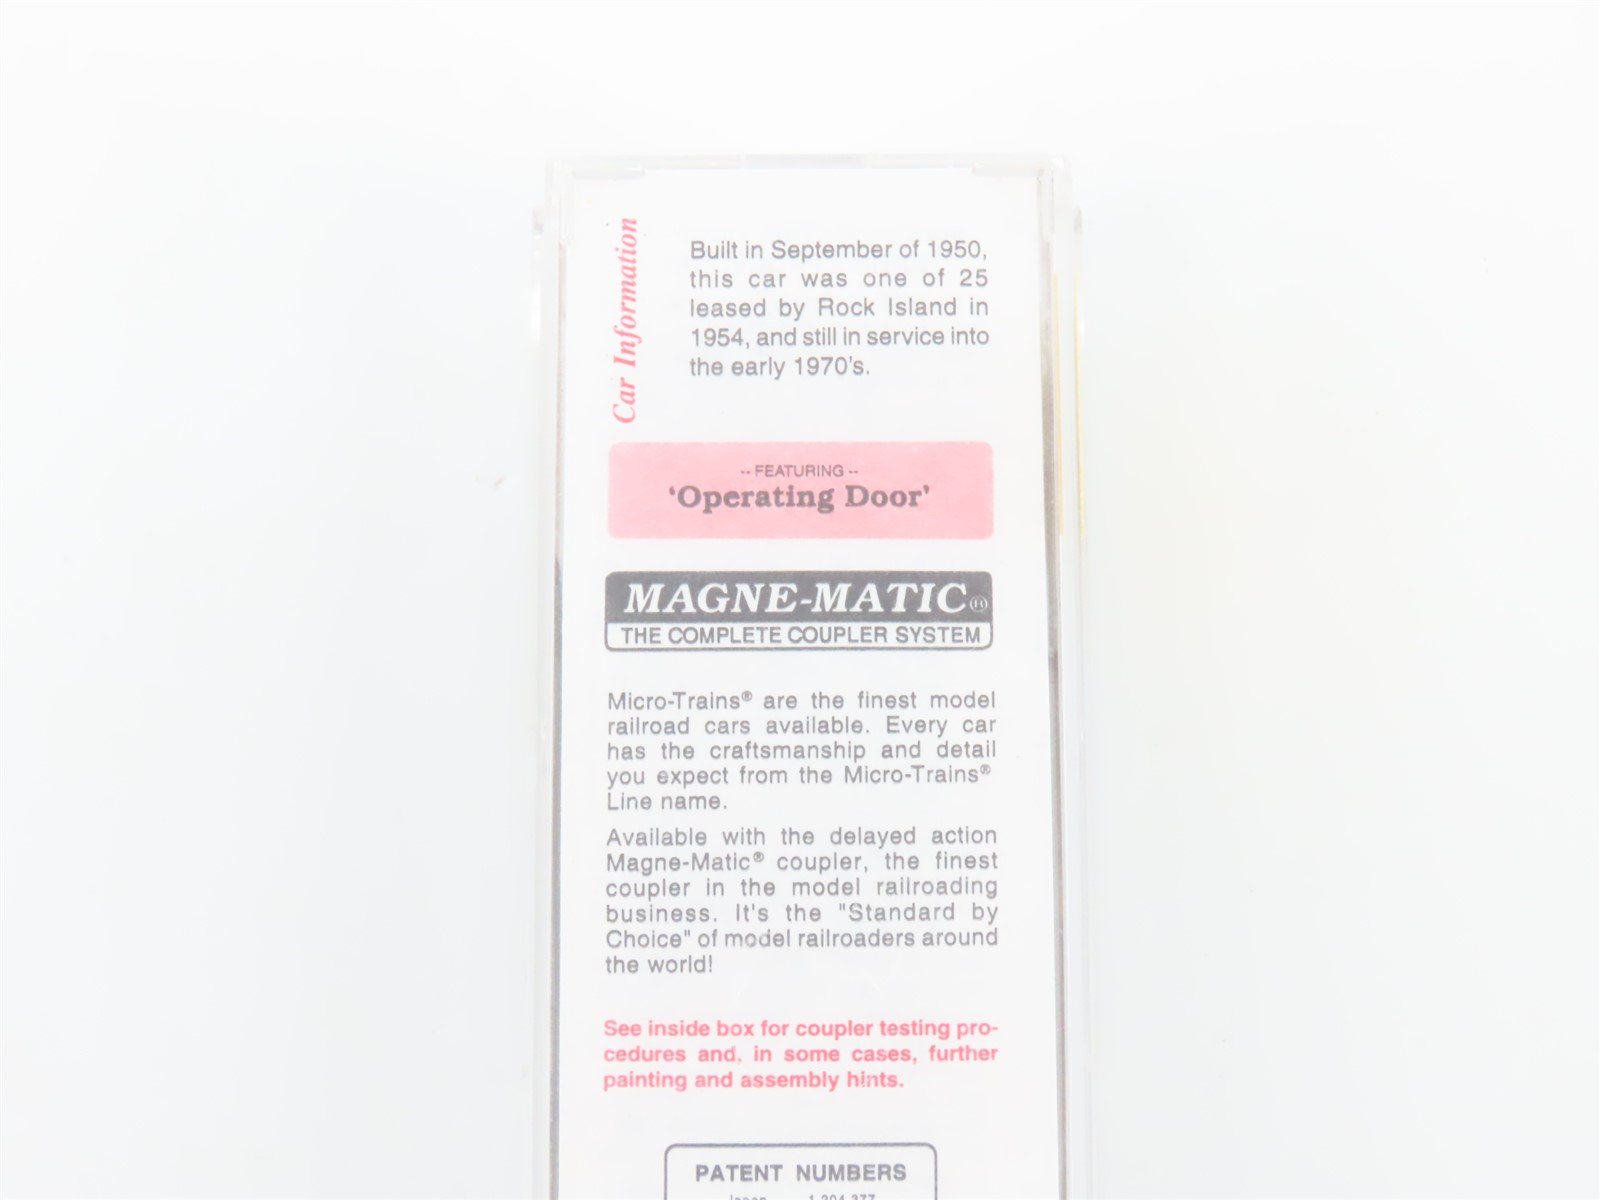 Car Information
Built in September of 1950,
this car was one of 25
leased by Rock Island in
1954, and still in service into
the early 1970's.
-- FEATURING --
'Operating Door'
MAGNE-MATIC®
THE COMPLETE COUPLER SYSTEM
Micro-Trains® are the finest model
railroad cars available. Every car
has the craftsmanship and detail
you expect from the Micro-Trains®
Line name.
Available with the delayed action
Magne-Matic® coupler, the finest
coupler in the model railroading
business. It's the "Standard by
Choice" of model railroaders around
the world!
See inside box for coupler testing pro-
cedures and, in some cases, further
painting and assembly hints.
PATENT NUMBERS
Japan 1,204,377